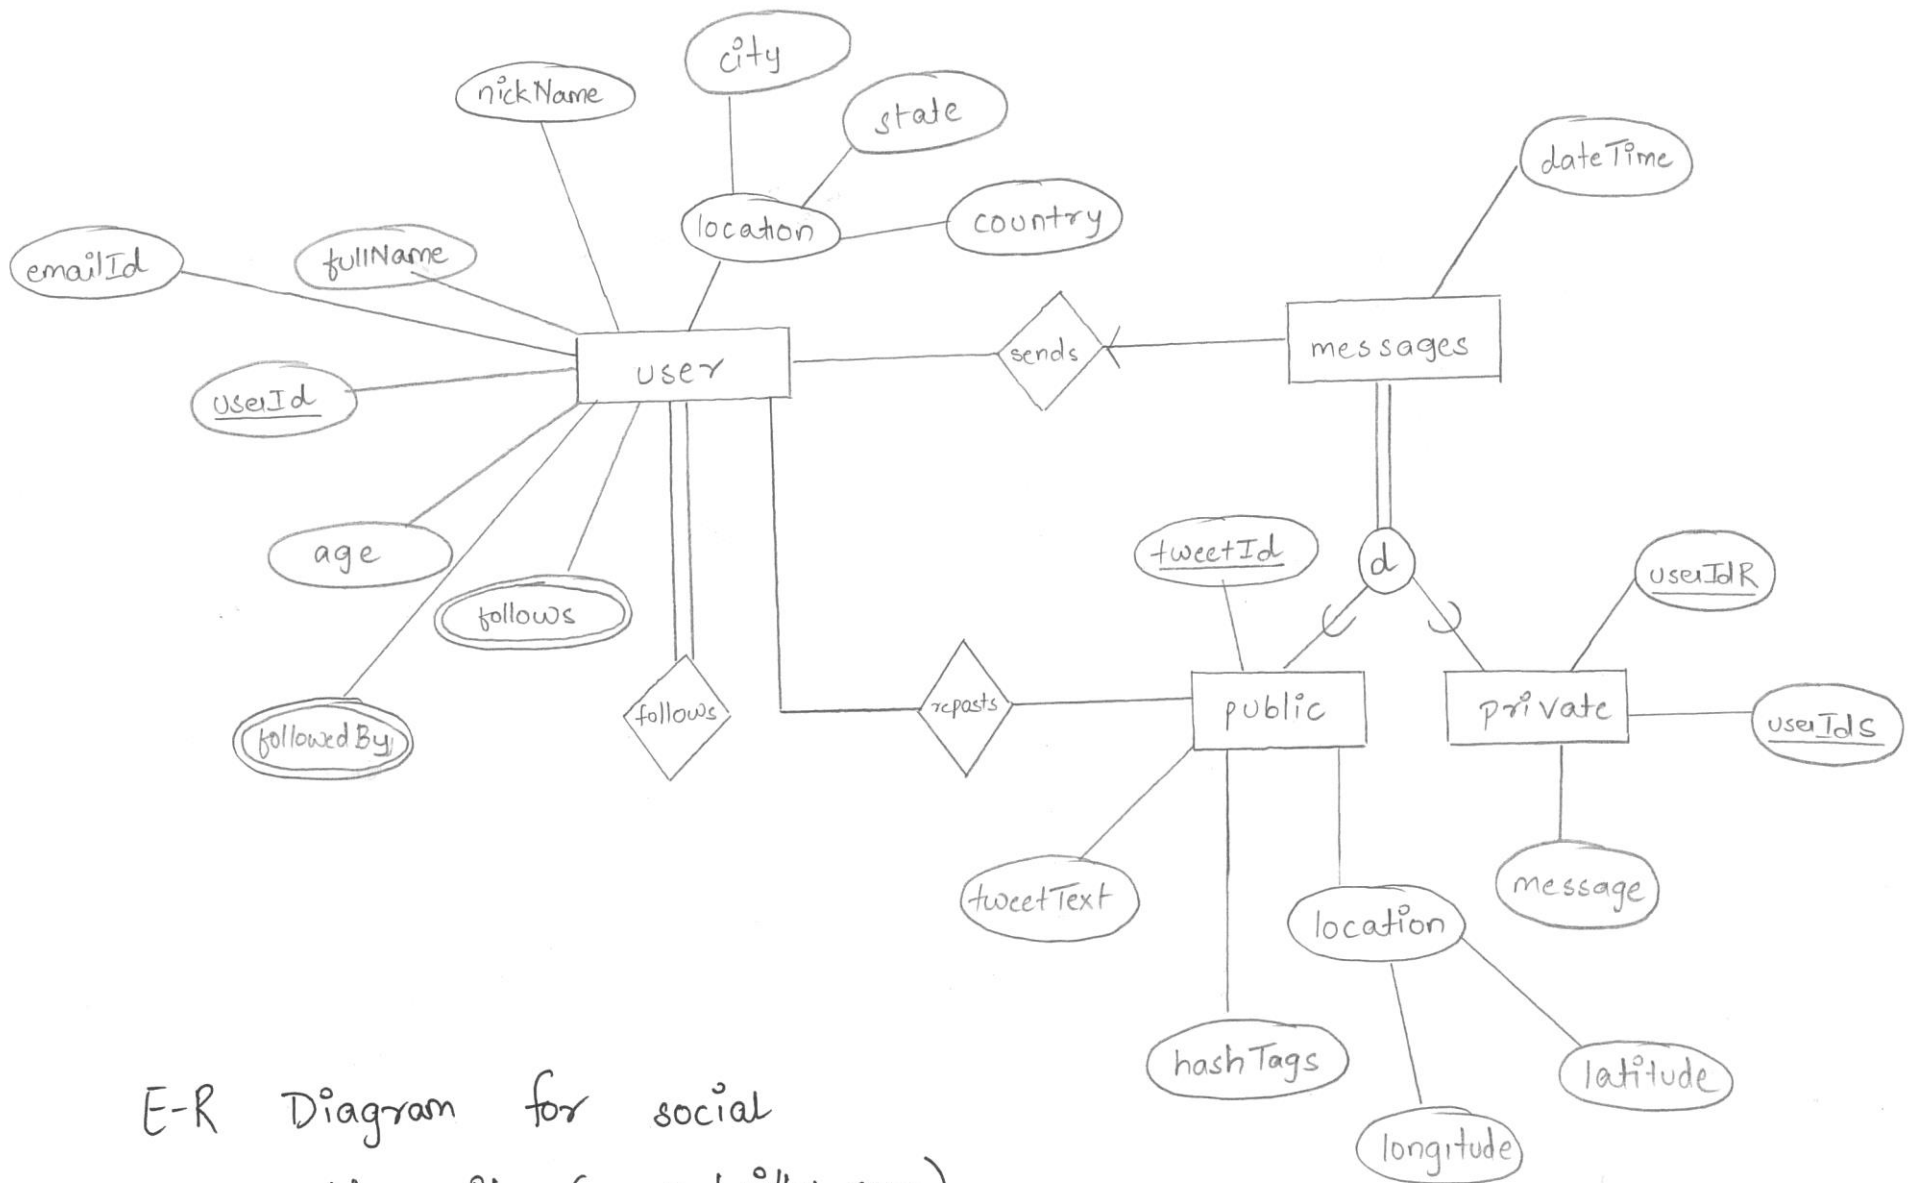 city
nickName
state
dateTime
location
country
fullName
emailId
user
sends
messages
userId
age
tweetId
d
userIdR
follows
followedBy
follows
reposts
public
private
userIdS
tweetText
location
message
hashTags
latitude
longitude
E-R Diagram for social